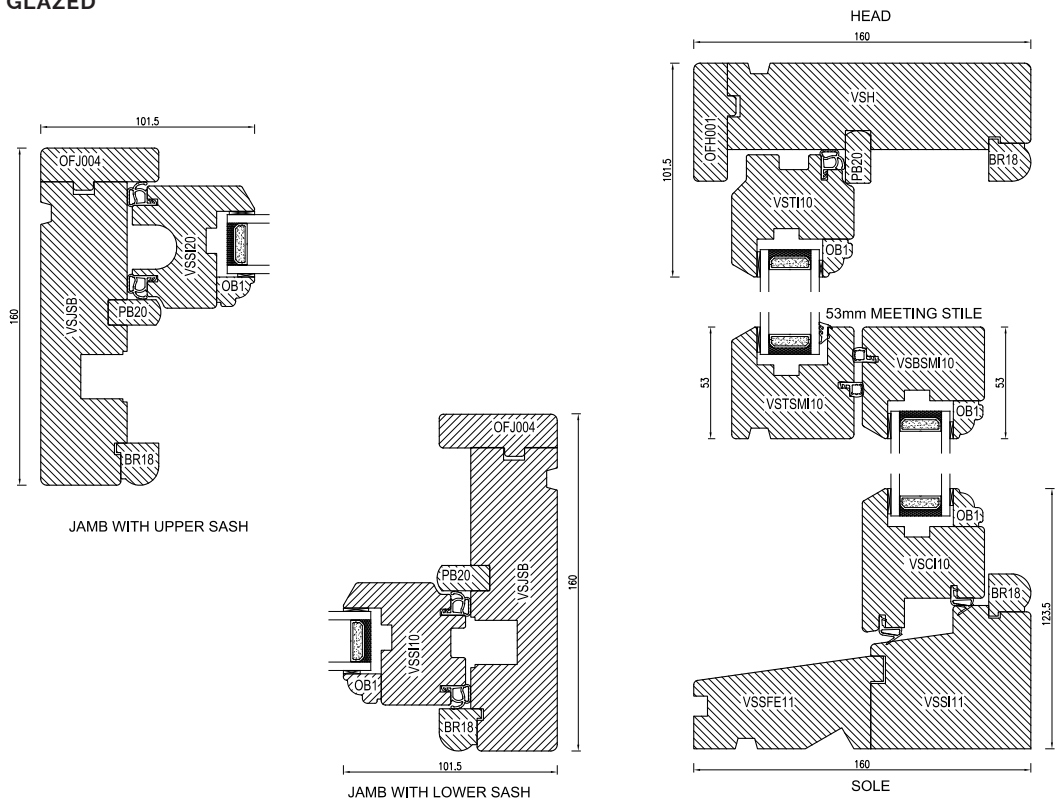 GLAZED
101.5
OFJ004
VSSI20
OB1
PB20
VSJSB
160
BR18
JAMB WITH UPPER SASH
OFJ004
PB20
VSJSB
160
VSSI10
OB1
BR18
101.5
JAMB WITH LOWER SASH
HEAD
160
VSH
OFH001
101.5
PB20
BR18
VSTI10
OB1
53mm MEETING STILE
53
VSTSMI10
VSBSMI10
53
OB1
OB1
VSCI10
BR18
123.5
VSSFE11
VSSI11
160
SOLE